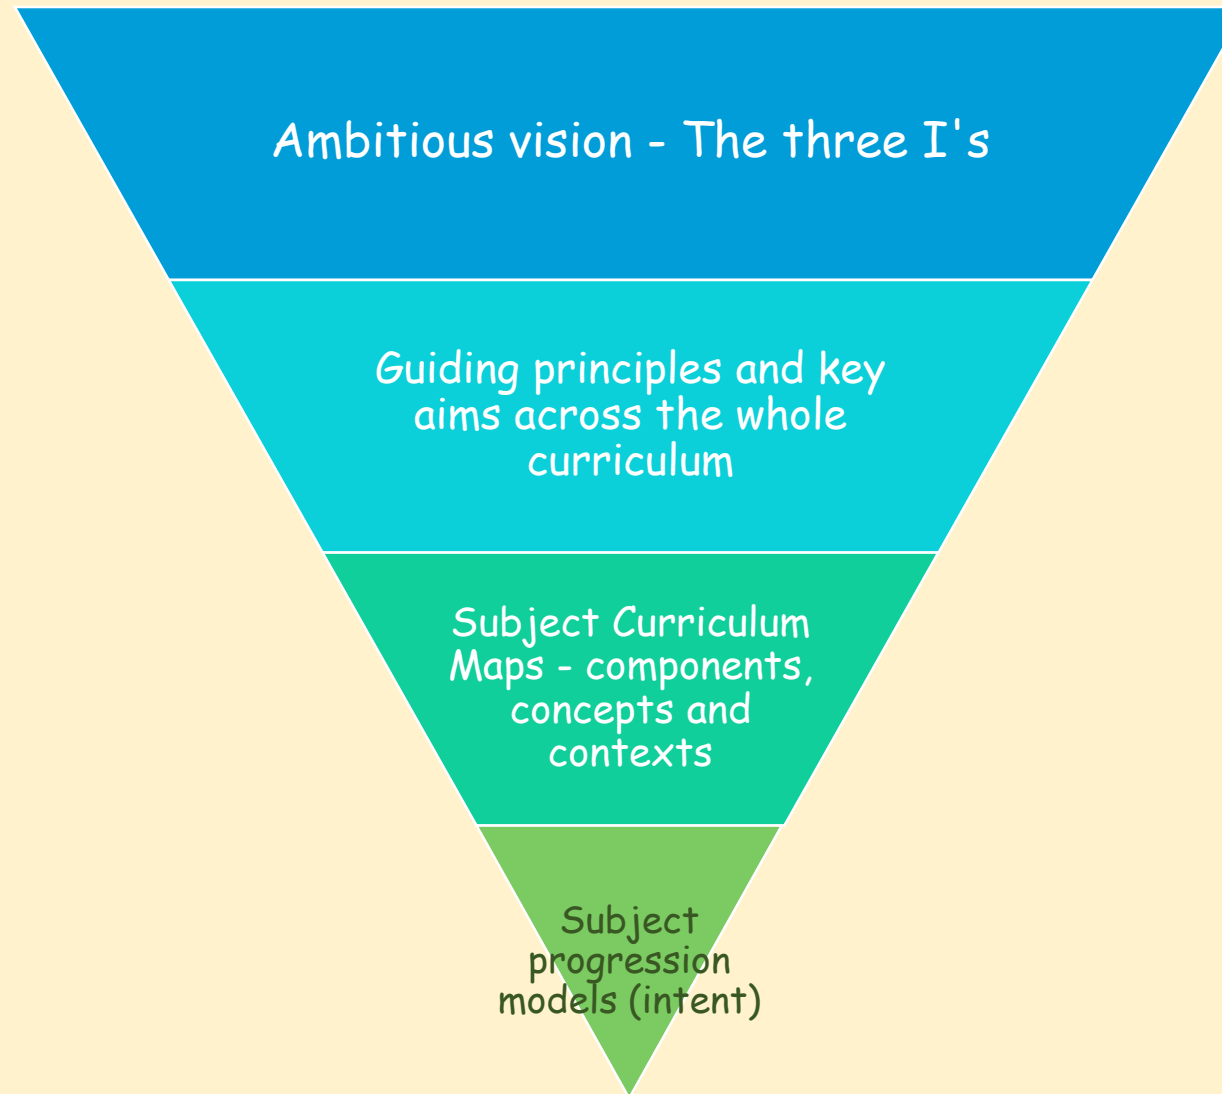 Ambitious vision - The three I's
Guiding principles and key
aims across the whole
curriculum
Subject Curriculum
Maps - components,
concepts and
contexts
Subject
progression
models (intent)